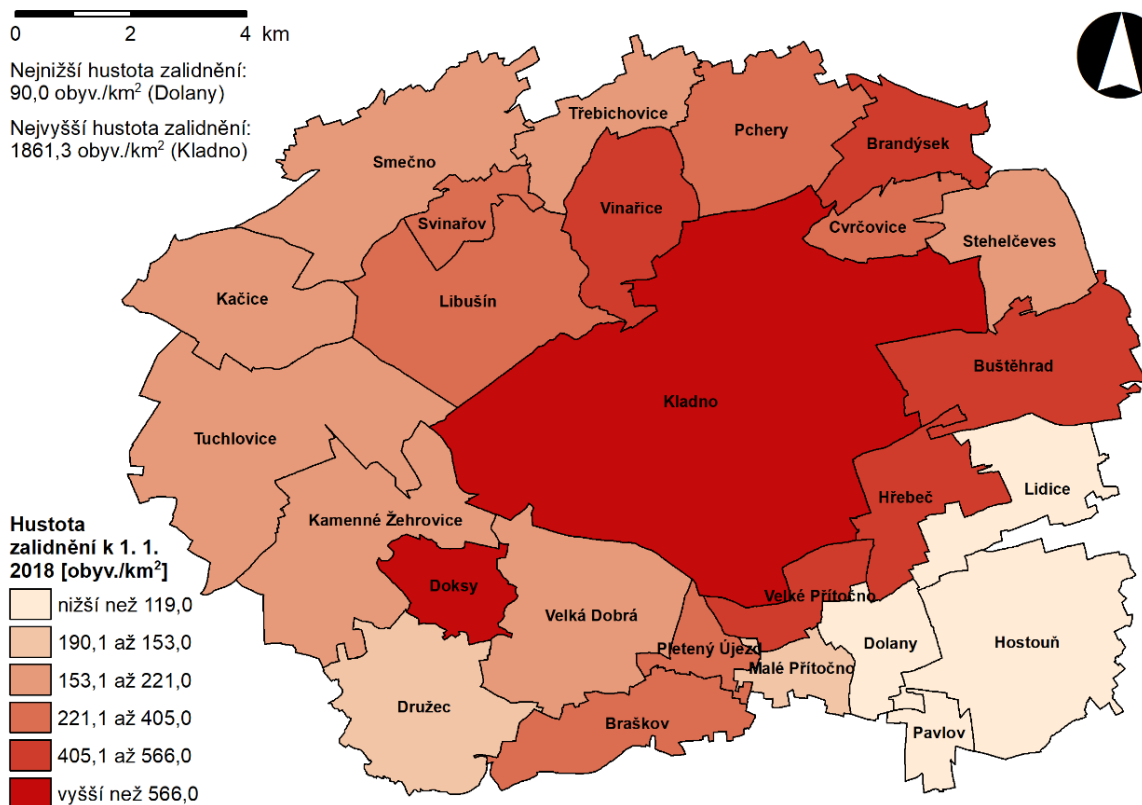 0 2 4 km
Nejnižší hustota zalidnění:
90,0 obyv./km² (Dolany)
Nejvyšší hustota zalidnění:
1861,3 obyv./km² (Kladno)
Třebichovice
Pchery
Smečno
Brandýsek
Vinařice
Svinařov
Cvrčovice
Stehelčeves
Kačice
Libušín
Buštěhrad
Kladno
Tuchlovice
Hřebeč
Lidice
Kamenné Žehrovice
Doksy
Velká Dobrá
Velké Přítočno
Pletený Újezd
Dolany
Hostouň
Malé Přítočno
Družec
Braškov
Pavlov
Hustota
zalidnění k 1. 1.
2018 [obyv./km²]
nižší než 119,0
190,1 až 153,0
153,1 až 221,0
221,1 až 405,0
405,1 až 566,0
vyšší než 566,0